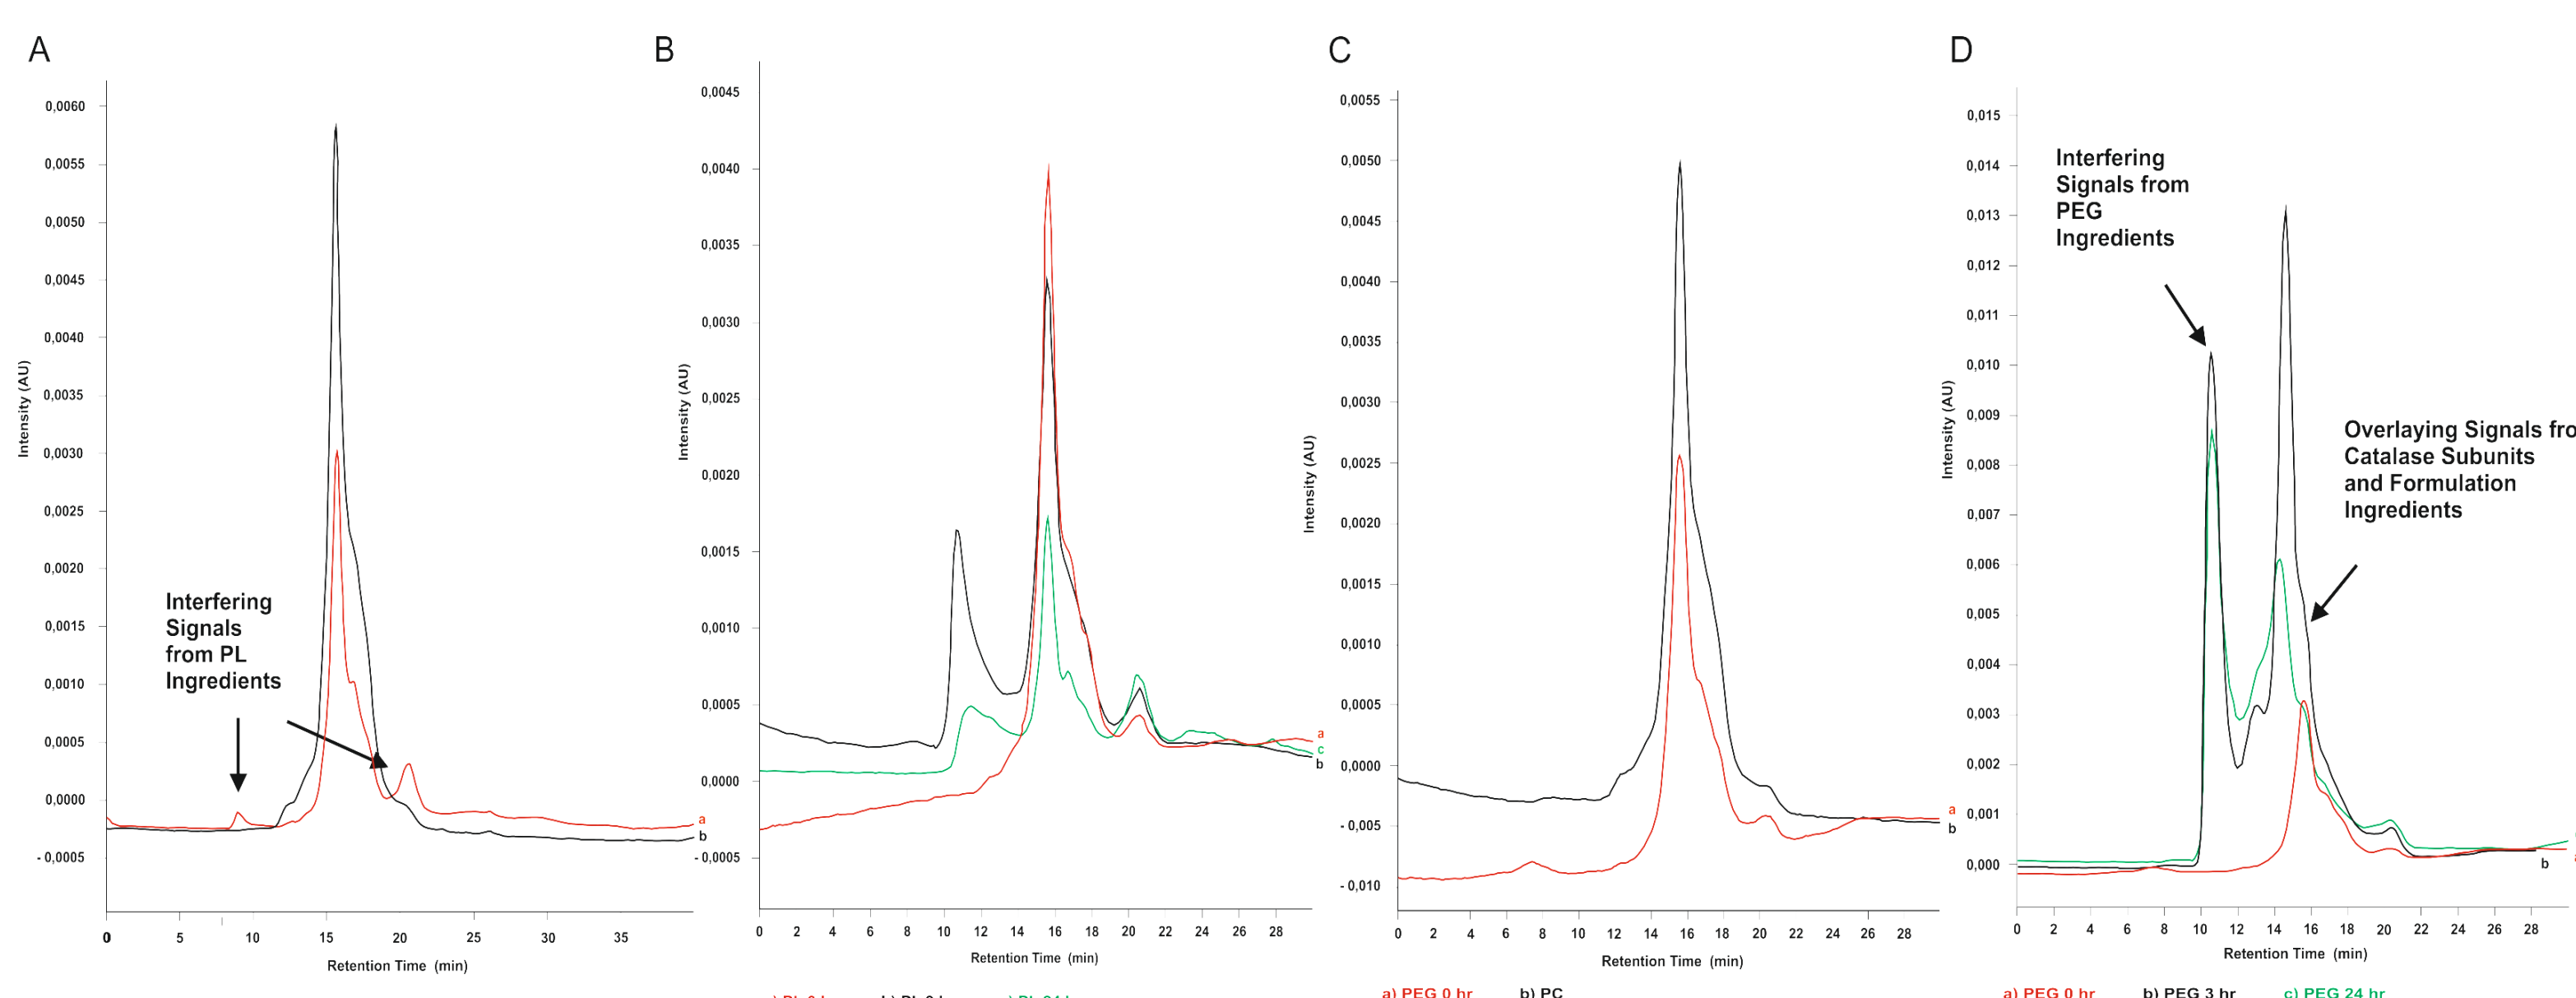 A
0,0060
0,0055
0,0050
0,0045
0,0040
0,0035
0,0030
0,0025
0,0020
0,0015
0,0010
0,0005
0,0000
- 0,0005
Intensity (AU)
Interfering
Signals
from PL
Ingredients
a
b
0
5
10
15
20
25
30
35
Retention Time (min)
B
0,0045
0,0040
0,0035
0,0030
0,0025
0,0020
0,0015
0,0010
0,0005
0,0000
- 0,0005
Intensity (AU)
a
c
b
0 2 4 6 8 10 12 14 16 18 20 22 24 26 28
Retention Time (min)
C
0,0055
0,0050
0,0045
0,0040
0,0035
0,0030
0,0025
0,0020
0,0015
0,0010
0,0005
0,0000
- 0,005
- 0,010
Intensity (AU)
a
b
0 2 4 6 8 10 12 14 16 18 20 22 24 26 28
Retention Time (min)
a) PEG 0 hr b) PC
D
0,015
0,014
0,013
0,012
0,011
0,010
0,009
0,008
0,007
0,006
0,005
0,004
0,003
0,002
0,001
0,000
Intensity (AU)
Interfering
Signals from
PEG
Ingredients
Overlaying Signals fro
Catalase Subunits
and Formulation
Ingredients
b
0 2 4 6 8 10 12 14 16 18 20 22 24 26 28
Retention Time (min)
a) PEG 0 hr b) PEG 3 hr c) PEG 24 hr